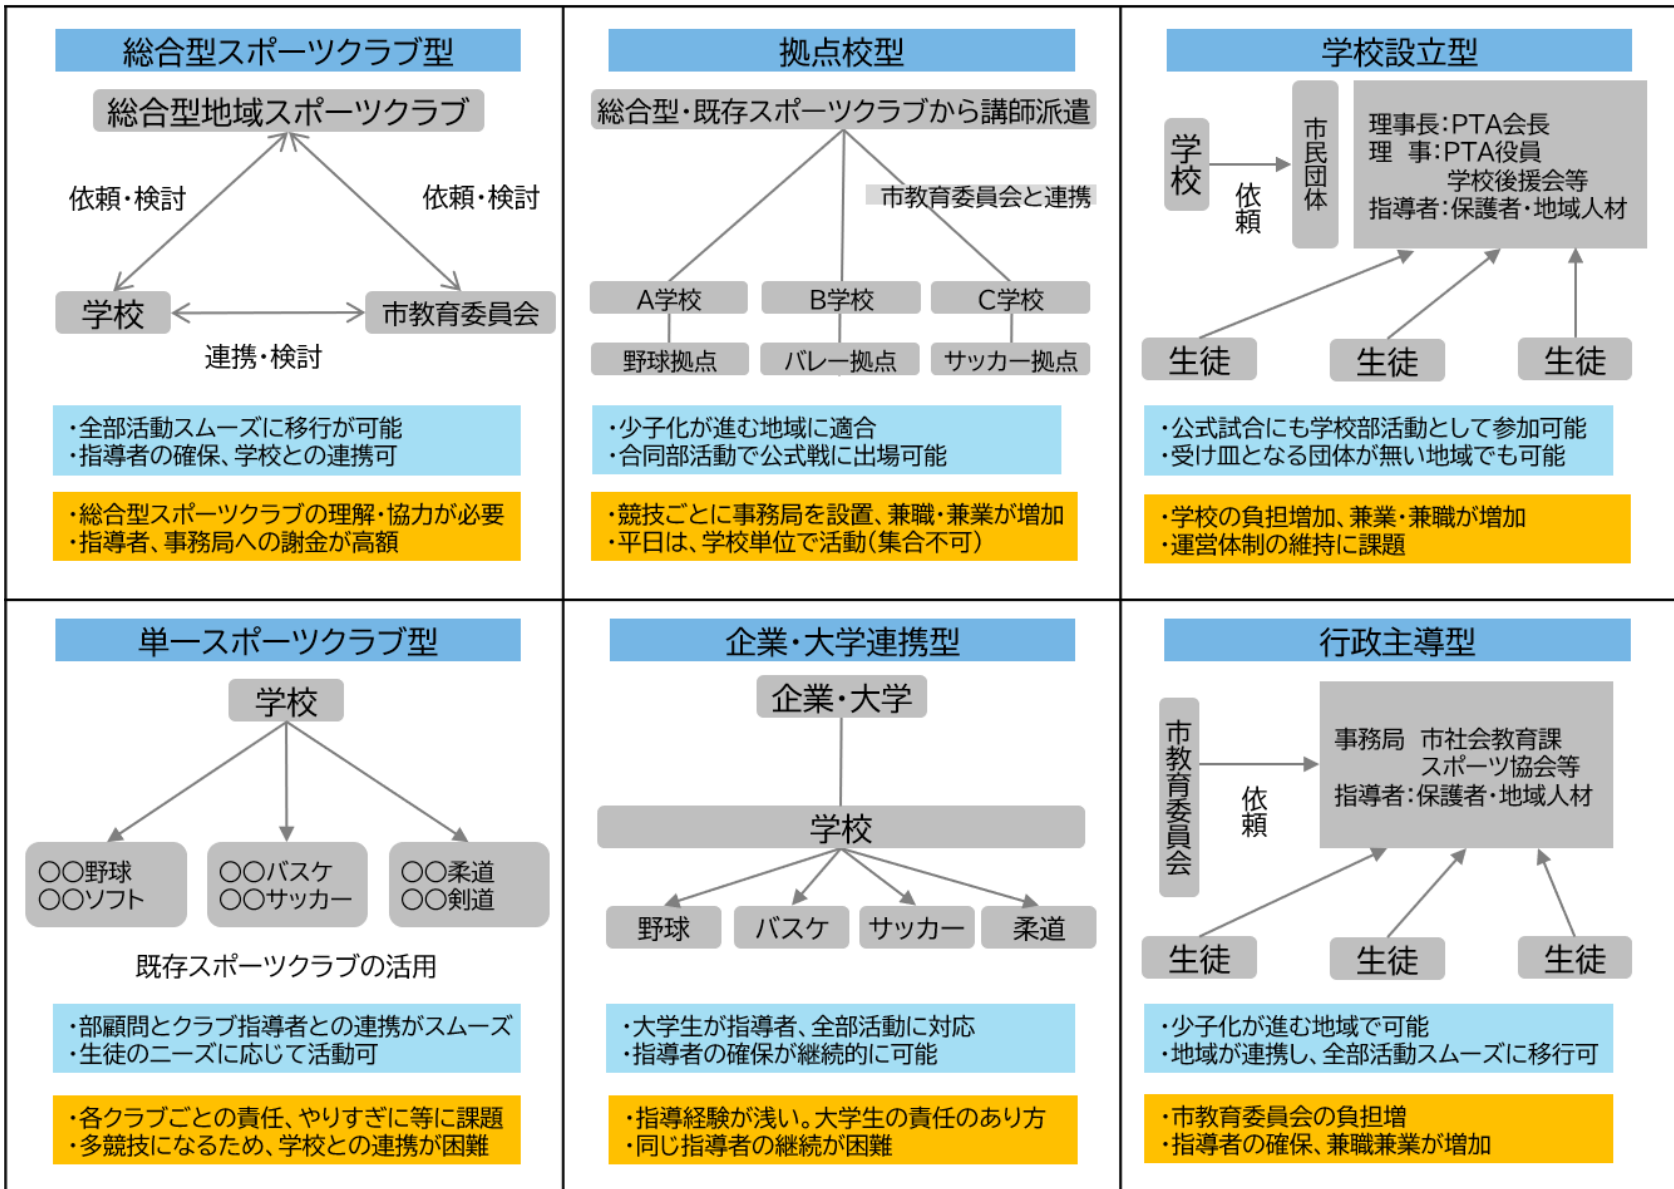 総合型スポーツクラブ型
総合型地域スポーツクラブ
依頼・検討
依頼・検討
学校
市教育委員会
連携・検討
・全部活動スムーズに移行が可能
・指導者の確保、学校との連携可
・総合型スポーツクラブの理解・協力が必要
・指導者、事務局への謝金が高額
拠点校型
総合型・既存スポーツクラブから講師派遣
市教育委員会と連携
A学校
B学校
C学校
野球拠点
バレー拠点
サッカー拠点
・少子化が進む地域に適合
・合同部活動で公式戦に出場可能
・競技ごとに事務局を設置、兼職・兼業が増加
・平日は、学校単位で活動(集合不可)
学校設立型
学校
依頼
市民団体
理事長:PTA会長
理　事:PTA役員
学校後援会等
指導者:保護者・地域人材
生徒
生徒
生徒
・公式試合にも学校部活動として参加可能
・受け皿となる団体が無い地域でも可能
・学校の負担増加、兼業・兼職が増加
・運営体制の維持に課題
単一スポーツクラブ型
学校
〇〇野球
〇〇ソフト
〇〇バスケ
〇〇サッカー
〇〇柔道
〇〇剣道
既存スポーツクラブの活用
・部顧問とクラブ指導者との連携がスムーズ
・生徒のニーズに応じて活動可
・各クラブごとの責任、やりすぎに等に課題
・多競技になるため、学校との連携が困難
企業・大学連携型
企業・大学
学校
野球
バスケ
サッカー
柔道
・大学生が指導者、全部活動に対応
・指導者の確保が継続的に可能
・指導経験が浅い。大学生の責任のあり方
・同じ指導者の継続が困難
行政主導型
市教育委員会
依頼
事務局　市社会教育課
スポーツ協会等
指導者:保護者・地域人材
生徒
生徒
生徒
・少子化が進む地域で可能
・地域が連携し、全部活動スムーズに移行可
・市教育委員会の負担増
・指導者の確保、兼職兼業が増加